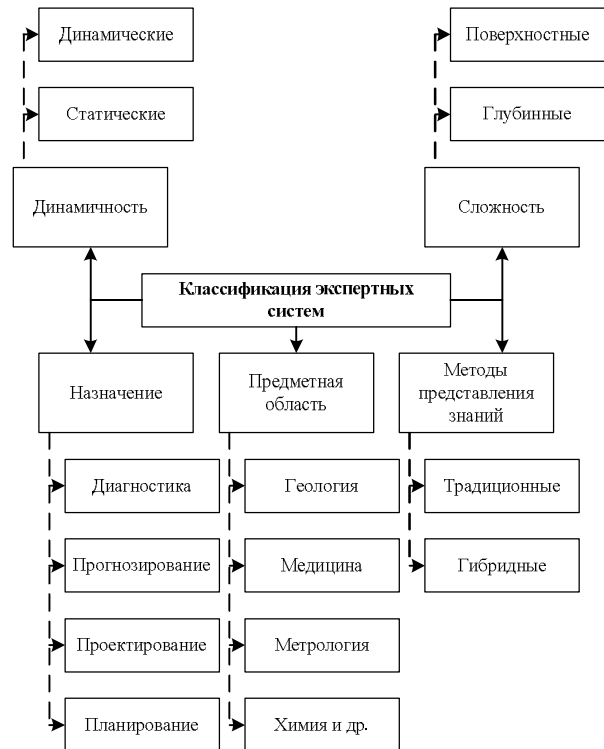 Динамические
Поверхностные
Статические
Глубинные
Динамичность
Сложность
Классификация экспертных
систем
Назначение
Предметная
область
Методы
представления
знаний
Диагностика
Геология
Традиционные
Прогнозирование
Медицина
Гибридные
Проектирование
Метрология
Планирование
Химия и др.